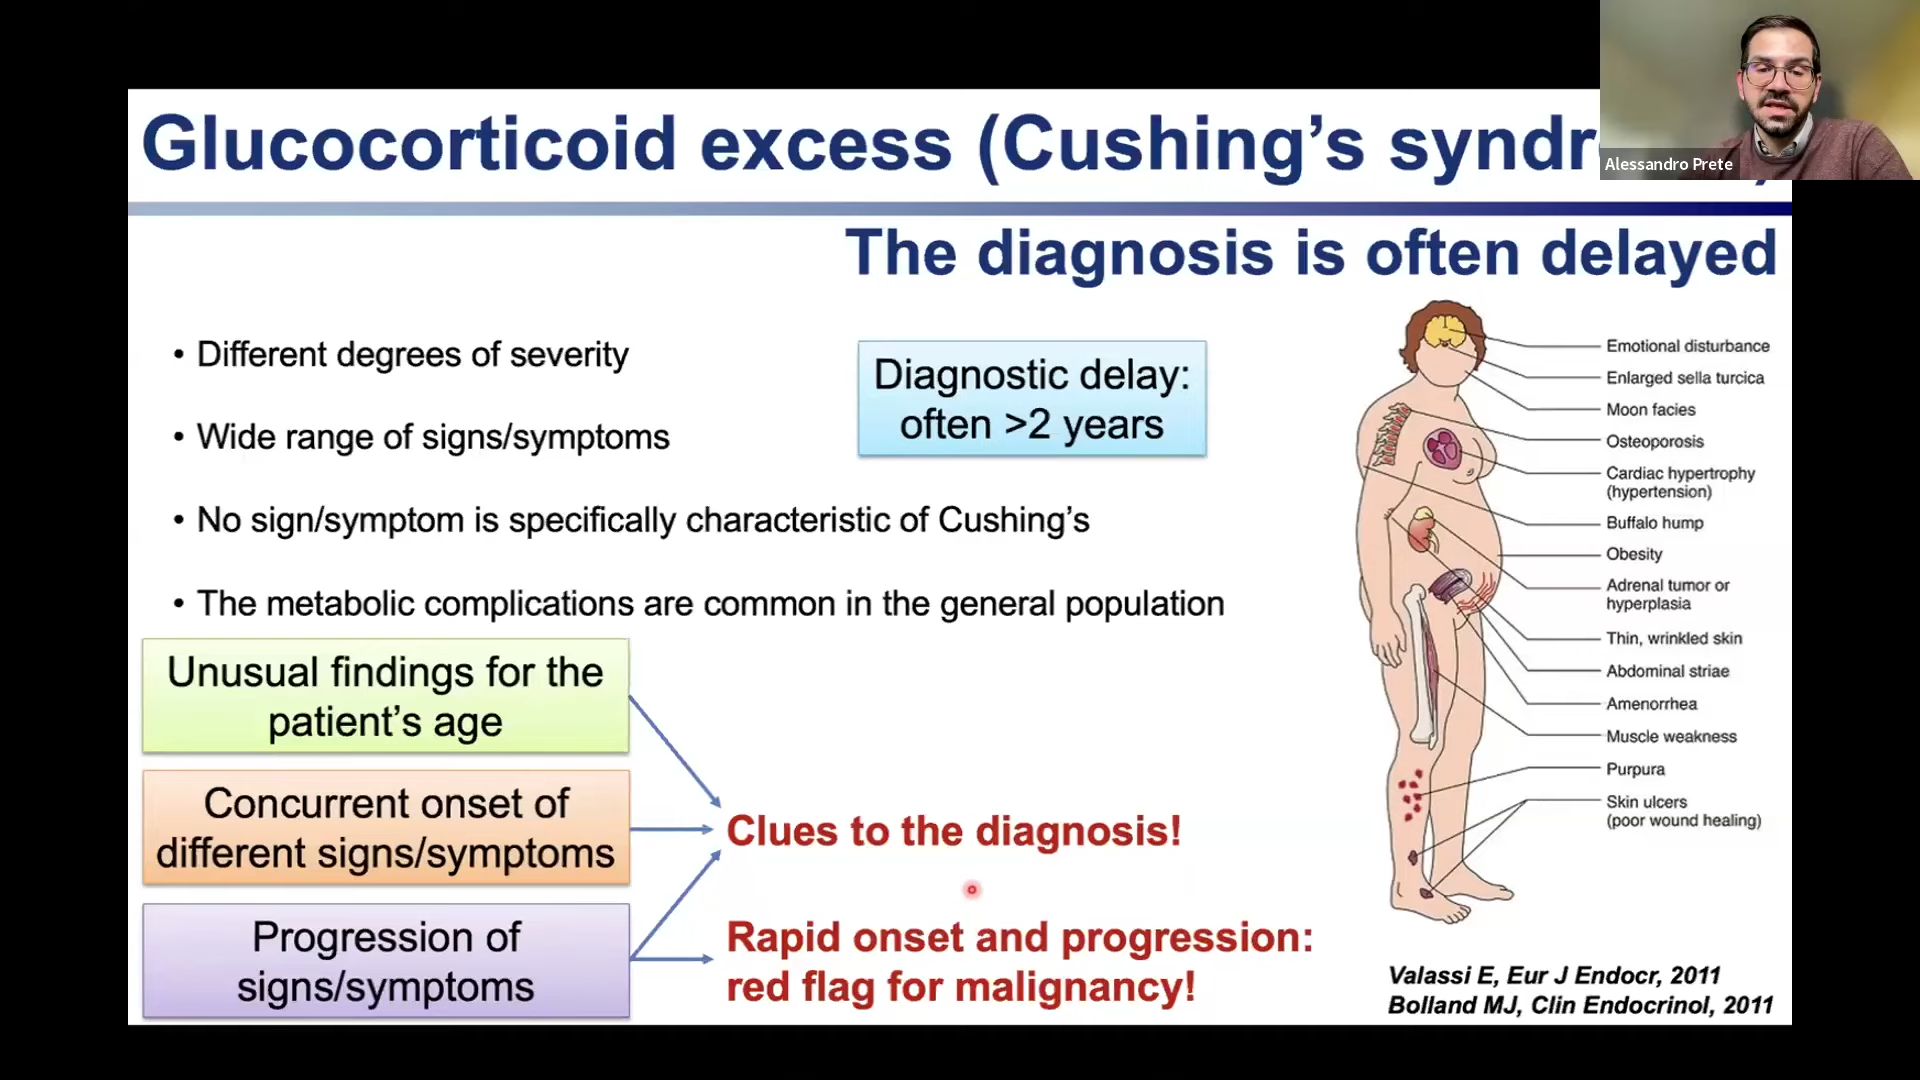 Glucocorticoid excess (Cushing's syndr
Alessandro Prete
The diagnosis is often delayed
• Different degrees of severity
• Wide range of signs/symptoms
• No sign/symptom is specifically characteristic of Cushing's
• The metabolic complications are common in the general population
Diagnostic delay:
often >2 years
Unusual findings for the
patient's age
Concurrent onset of
different signs/symptoms
Progression of
signs/symptoms
Clues to the diagnosis!
Rapid onset and progression:
red flag for malignancy!
Emotional disturbance
Enlarged sella turcica
Moon facies
Osteoporosis
Cardiac hypertrophy
(hypertension)
Buffalo hump
Obesity
Adrenal tumor or
hyperplasia
Thin, wrinkled skin
Abdominal striae
Amenorrhea
Muscle weakness
Purpura
Skin ulcers
(poor wound healing)
Valassi E, Eur J Endocr, 2011
Bolland MJ, Clin Endocrinol, 2011